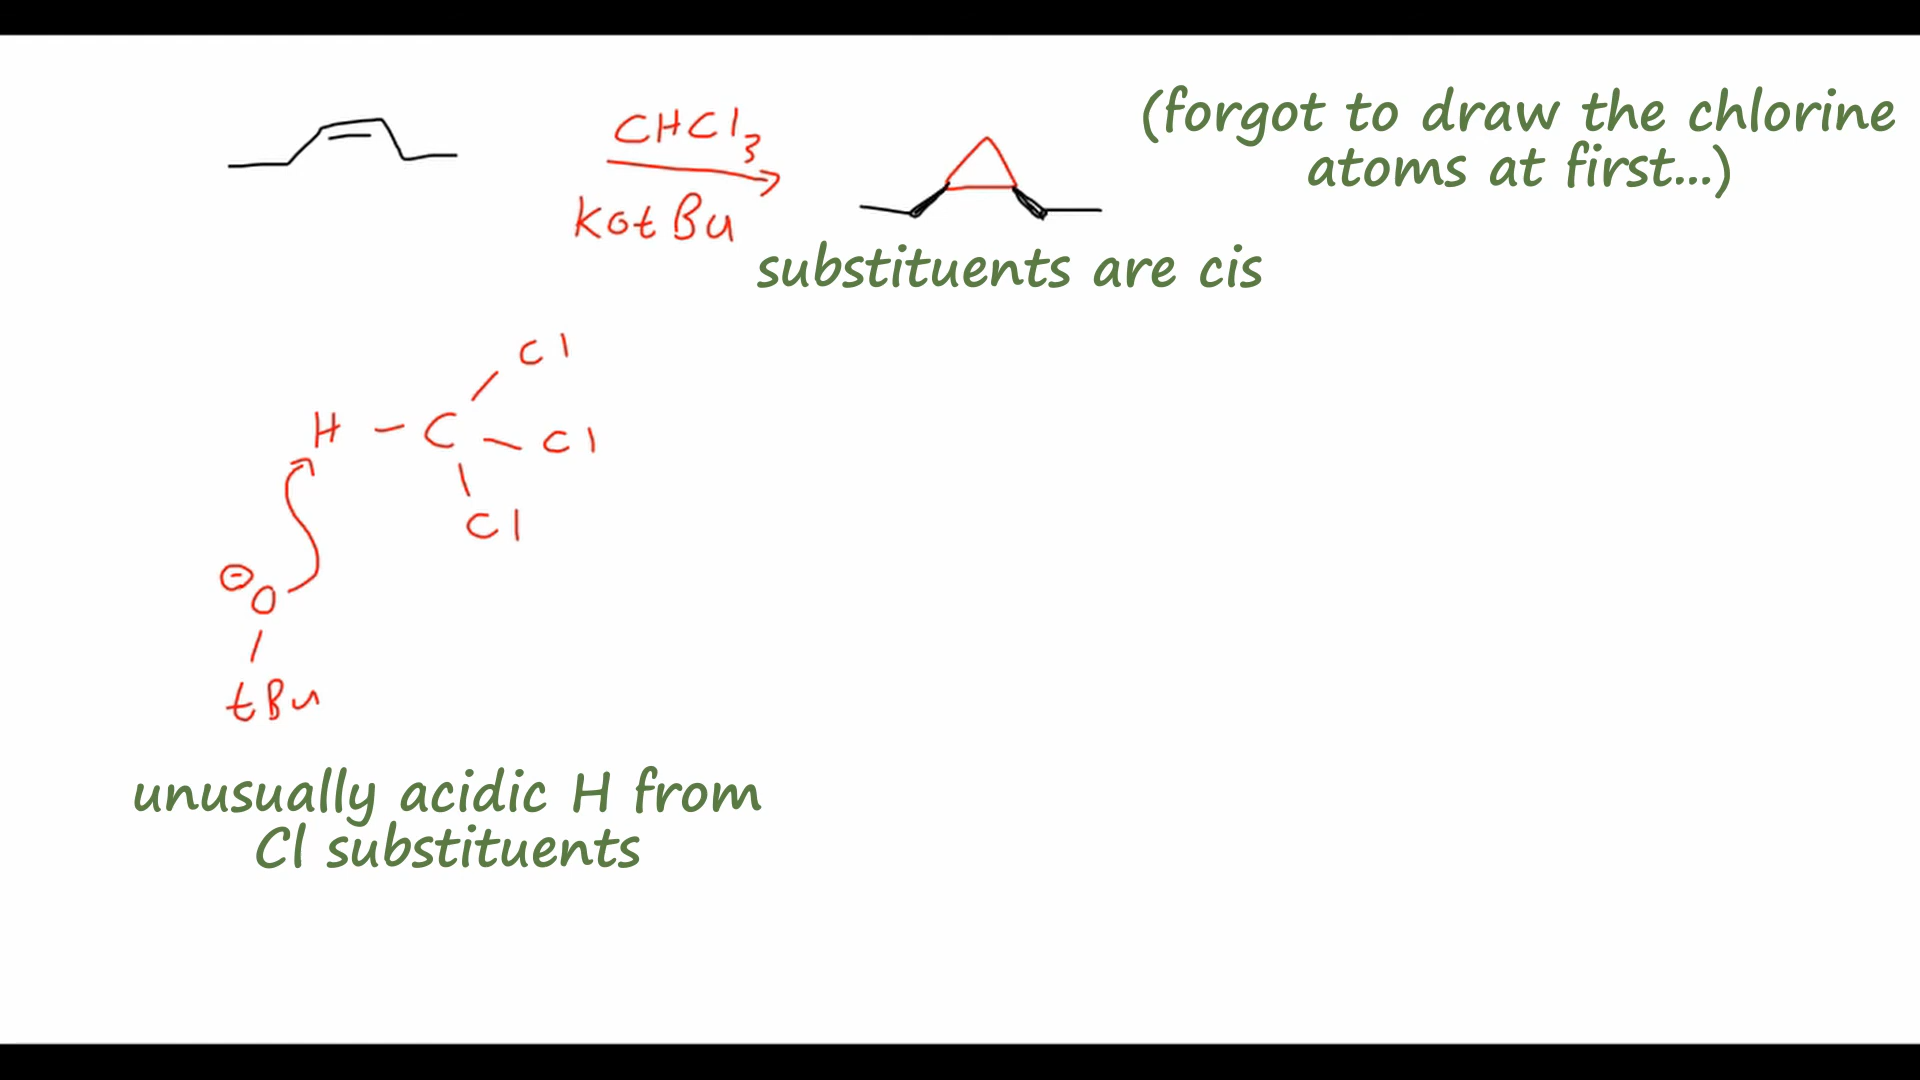 CHCl3
KOtBu
(forgot to draw the chlorine
atoms at first...)
substituents are cis
Cl
H - C - Cl
Cl
⊖O
tBu
unusually acidic H from
Cl substituents